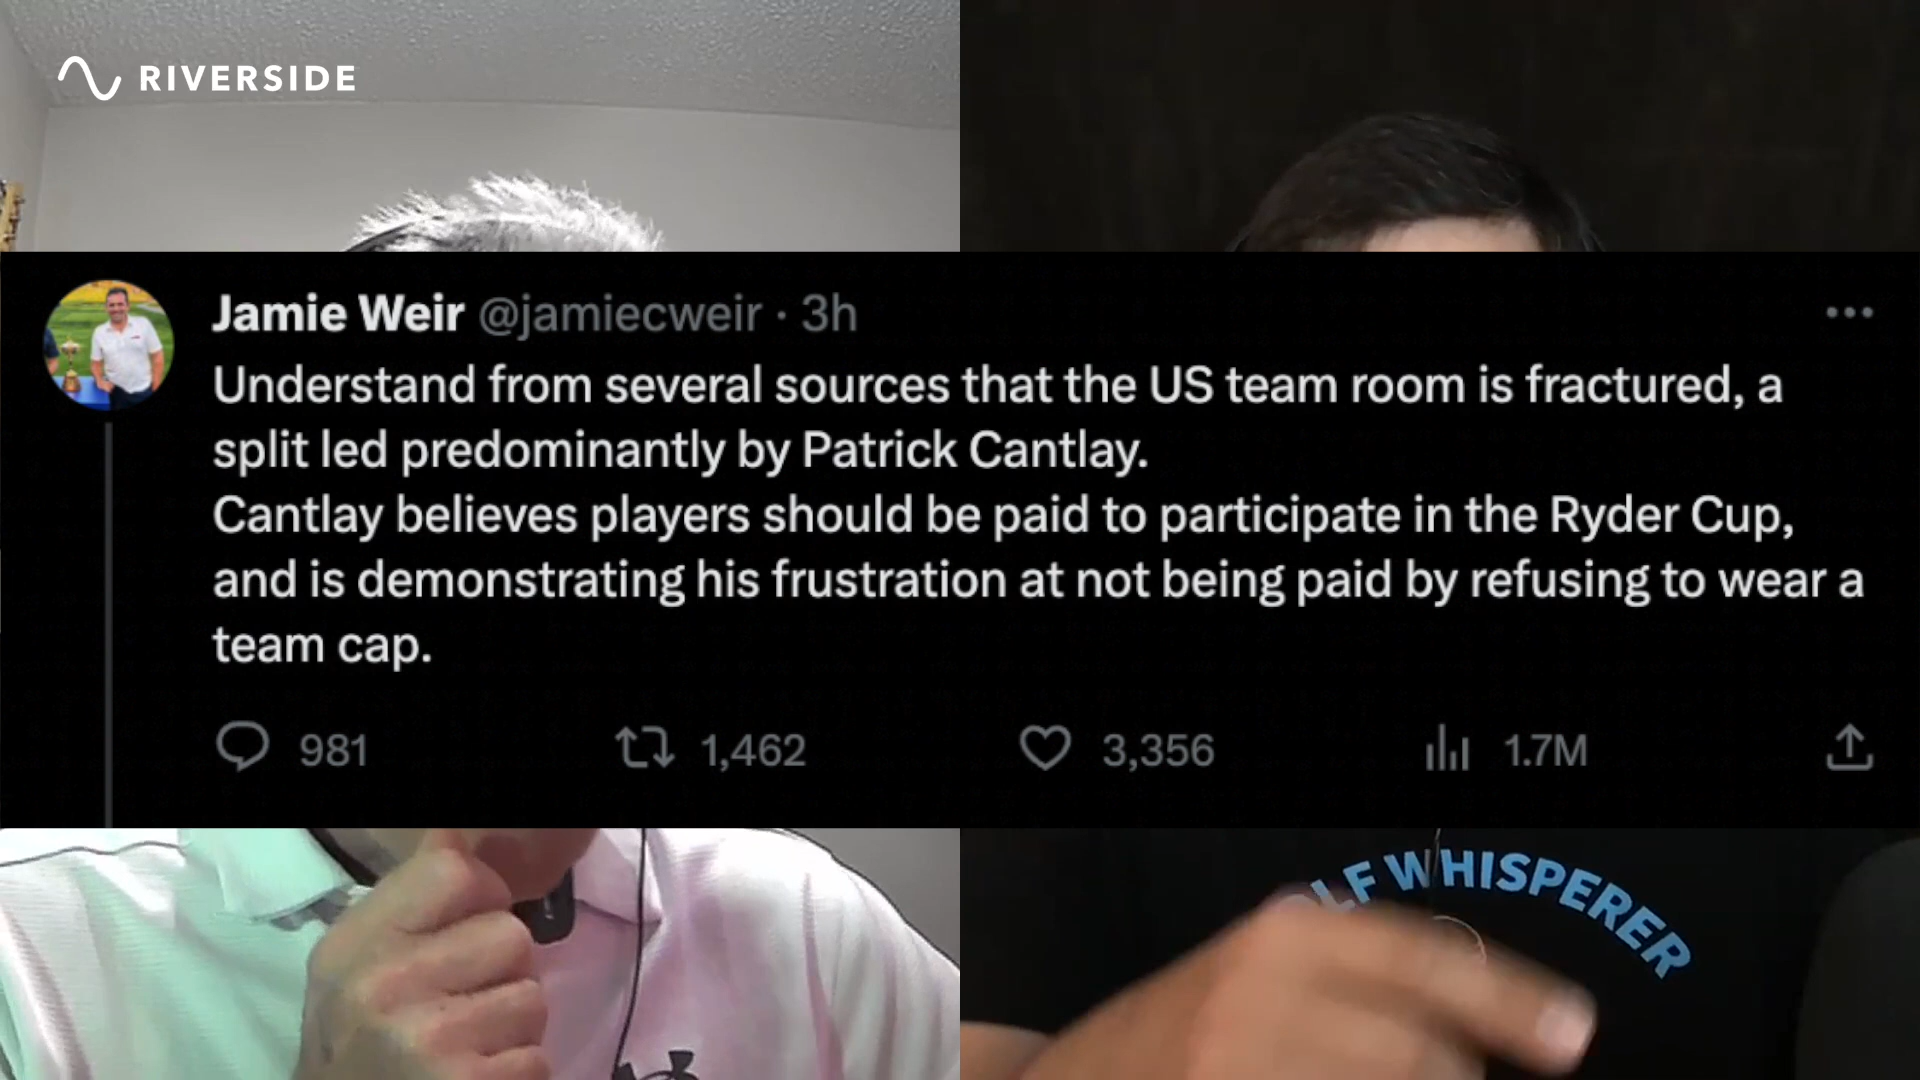 RIVERSIDE
Jamie Weir @jamiecweir · 3h
Understand from several sources that the US team room is fractured, a
split led predominantly by Patrick Cantlay.
Cantlay believes players should be paid to participate in the Ryder Cup,
and is demonstrating his frustration at not being paid by refusing to wear a
team cap.
981 1,462 3,356 1.7M
LF WHISPERER